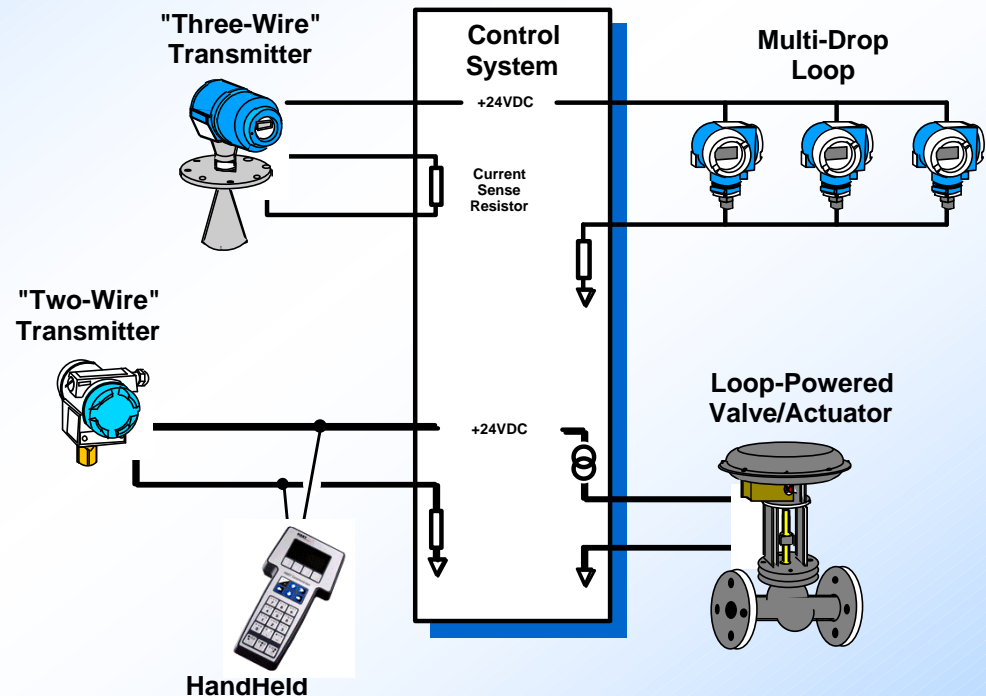 "Three-Wire"
Transmitter
Control
System
Multi-Drop
Loop
+24VDC
Current
Sense
Resistor
"Two-Wire"
Transmitter
Loop-Powered
Valve/Actuator
+24VDC
HandHeld